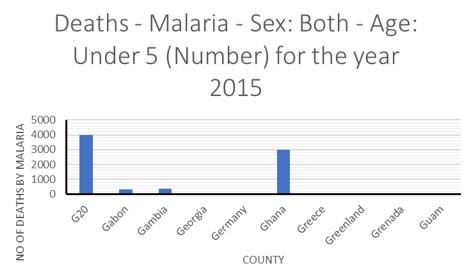 Deaths - Malaria - Sex: Both - Age:
Under 5 (Number) for the year
2015
NO OF DEATHS BY MALARIA
5000
4000
3000
2000
1000
0
G20
Gabon
Gambia
Georgia
Germany
Ghana
Greece
Greenland
Grenada
Guam
COUNTY